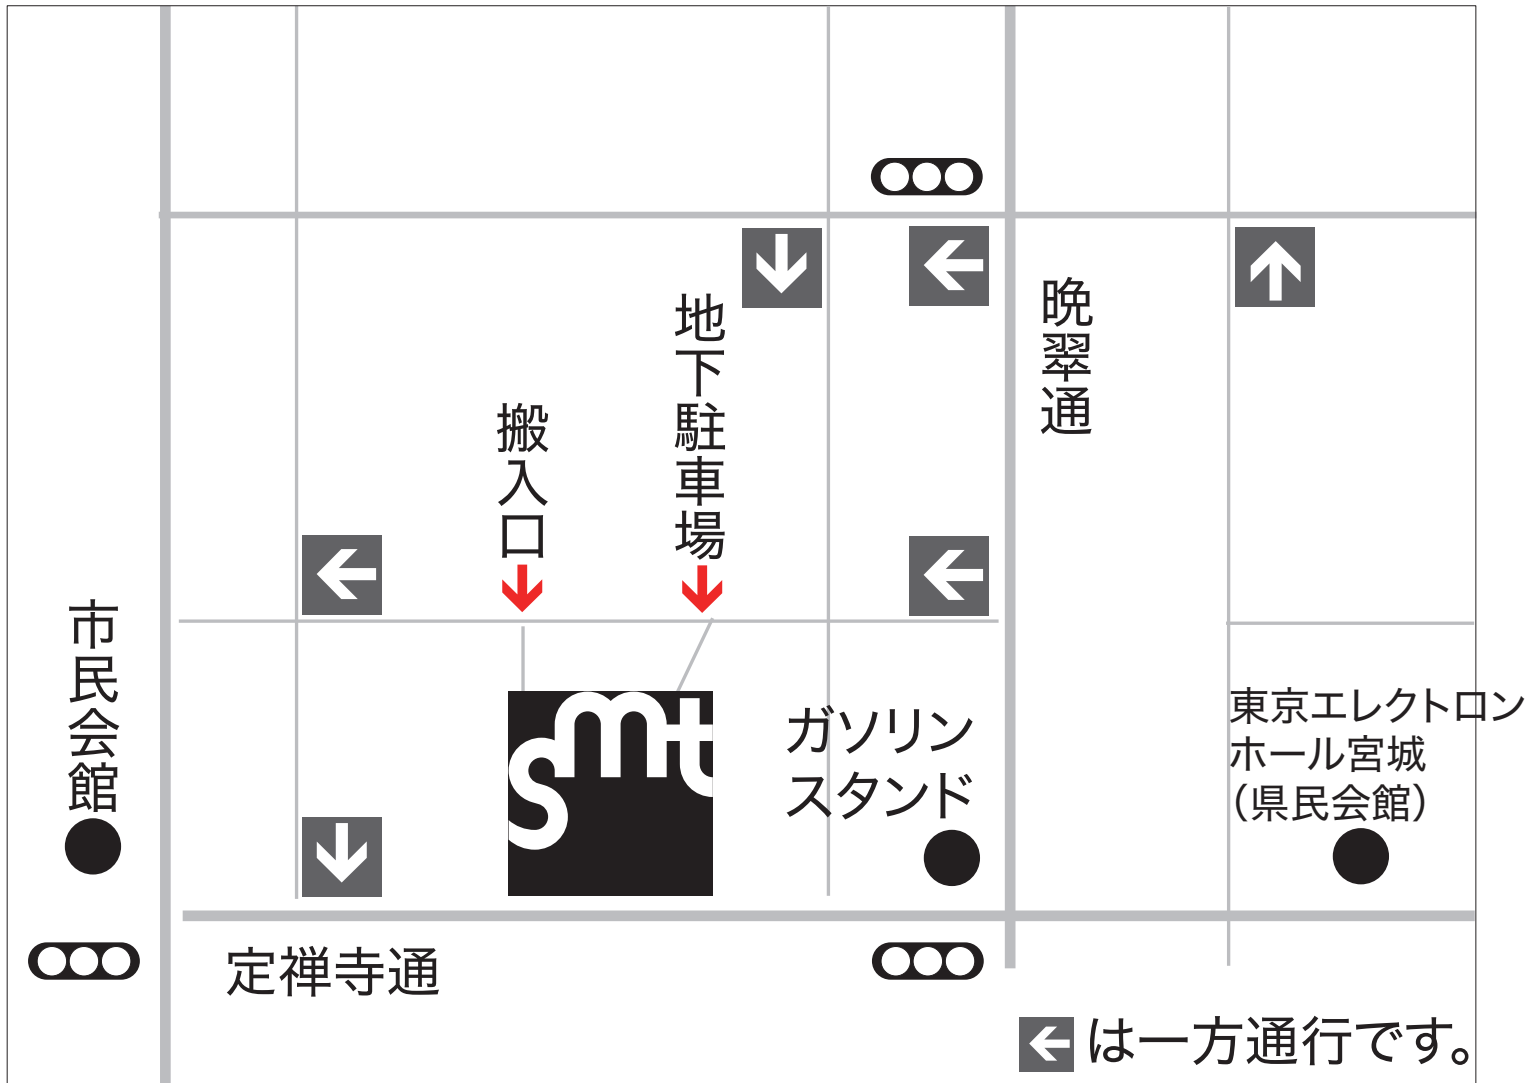 晩翠通
地下駐車場
搬入口
市民会館
smt
ガソリン
スタンド
東京エレクトロン
ホール宮城
（県民会館）
定禅寺通
は一方通行です。